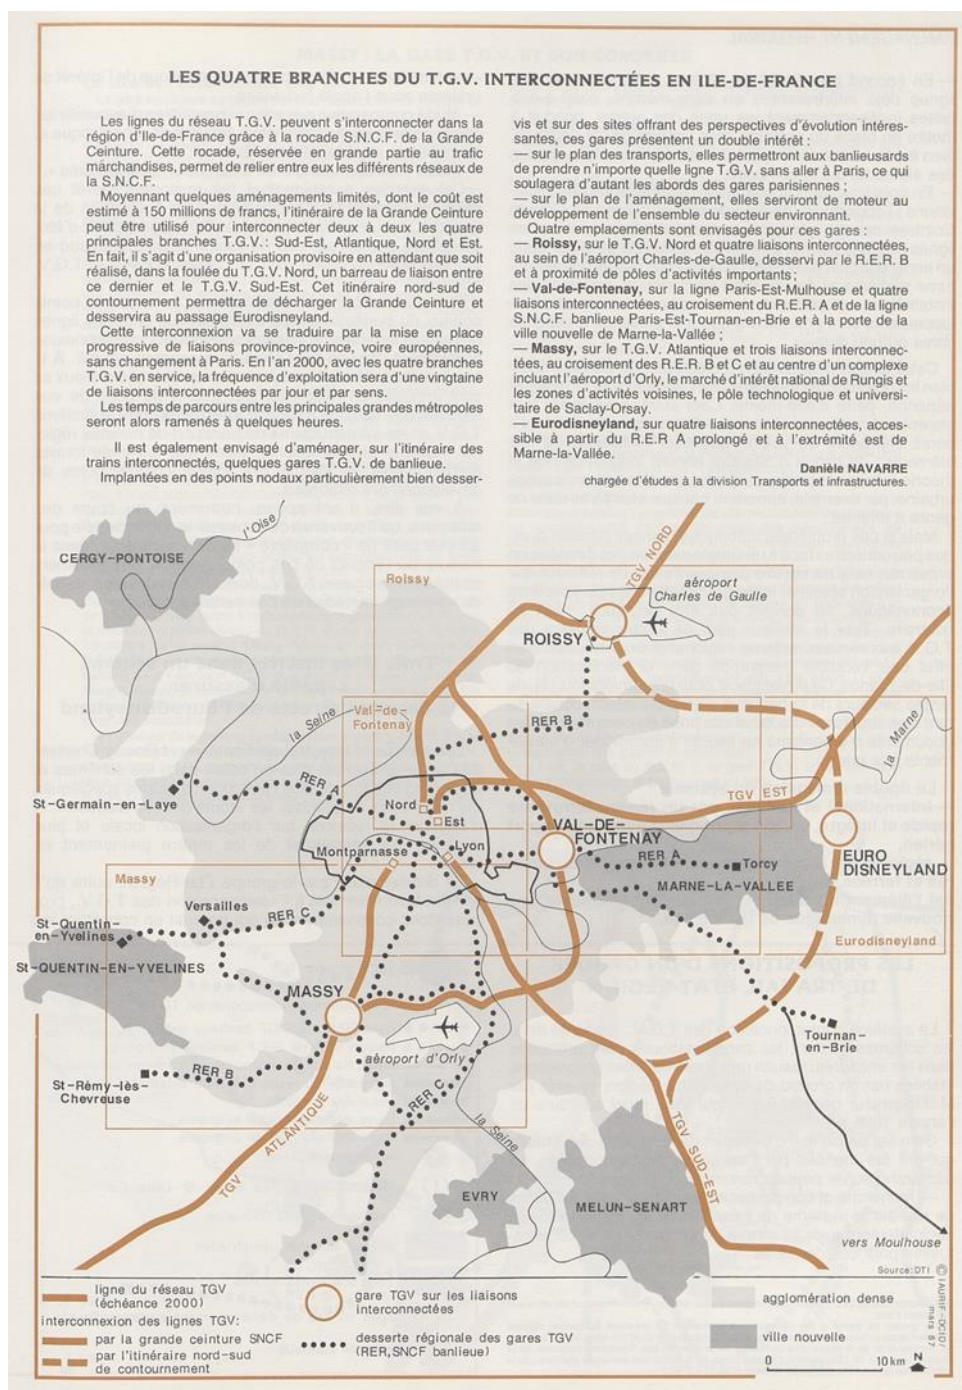 LES QUATRE BRANCHES DU T.G.V. INTERCONNECTÉES EN ILE-DE-FRANCE
Les lignes du réseau T.G.V. peuvent s'interconnecter dans la
région d'Ile-de-France grâce à la rocade S.N.C.F. de la Grande
Ceinture. Cette rocade, réservée en grande partie au trafic
marchandises, permet de relier entre eux les différents réseaux de
la S.N.C.F.
Moyennant quelques aménagements limités, dont le coût est
estimé à 150 millions de francs, l'itinéraire de la Grande Ceinture
peut être utilisé pour interconnecter deux à deux les quatre
principales branches T.G.V. : Sud-Est, Atlantique, Nord et Est.
En fait, il s'agit d'une organisation provisoire en attendant que soit
réalisé, dans la foulée du T.G.V. Nord, un barreau de liaison entre
ce dernier et le T.G.V. Sud-Est. Cet itinéraire nord-sud de
contournement permettra de décharger la Grande Ceinture et
desservira au passage Eurodisneyland.
Cette interconnexion va se traduire par la mise en place
progressive de liaisons province-province, voire européennes,
sans changement à Paris. En l'an 2000, avec les quatre branches
T.G.V. en service, la fréquence d'exploitation sera d'une vingtaine
de liaisons interconnectées par jour et par sens.
Les temps de parcours entre les principales grandes métropoles
seront alors ramenés à quelques heures.
Il est également envisagé d'aménager, sur l'itinéraire des
trains interconnectés, quelques gares T.G.V. de banlieue.
Implantées en des points nodaux particulièrement bien desser-
vis et sur des sites offrant des perspectives d'évolution intéres-
santes, ces gares présentent un double intérêt :
— sur le plan des transports, elles permettront aux banlieusards
de prendre n'importe quelle ligne T.G.V. sans aller à Paris, ce qui
soulagera d'autant les abords des gares parisiennes ;
— sur le plan de l'aménagement, elles serviront de moteur au
développement de l'ensemble du secteur environnant.
Quatre emplacements sont envisagés pour ces gares :
— Roissy, sur le T.G.V. Nord et quatre liaisons interconnectées,
au sein de l'aéroport Charles-de-Gaulle, desservi par le R.E.R. B
et à proximité de pôles d'activités importants ;
— Val-de-Fontenay, sur la ligne Paris-Est-Mulhouse et quatre
liaisons interconnectées, au croisement du R.E.R. A et de la ligne
S.N.C.F. banlieue Paris-Est-Tournan-en-Brie et à la porte de la
ville nouvelle de Marne-la-Vallée ;
— Massy, sur le T.G.V. Atlantique et trois liaisons interconnec-
tées, au croisement des R.E.R. B et C et au centre d'un complexe
incluant l'aéroport d'Orly, le marché d'intérêt national de Rungis et
les zones d'activités voisines, le pôle technologique et universi-
taire de Saclay-Orsay.
— Eurodisneyland, sur quatre liaisons interconnectées, acces-
sible à partir du R.E.R A prolongé et à l'extrémité est de
Marne-la-Vallée.
Danièle NAVARRE
chargée d'études à la division Transports et infrastructures.
l'Oise
CERGY-PONTOISE
TGV NORD
Roissy
aéroport
Charles de Gaulle
ROISSY
Val-de-
Fontenay
la Seine
RER B
la Marne
RER A
St-Germain-en-Laye
TGV EST
Nord
Est
VAL-DE-
FONTENAY
Lyon
Montparnasse
RER A
Torcy
EURO
DISNEYLAND
Massy
MARNE-LA-VALLEE
Versailles
RER C
St-Quentin-
en-Yvelines
Eurodisneyland
St-QUENTIN-EN-YVELINES
MASSY
Tournan-
en-Brie
aéroport d'Orly
RER B
St-Rémy-lès-
Chevreuse
RER C
la Seine
TGV ATLANTIQUE
TGV SUD-EST
EVRY
MELUN-SENART
vers Moulhouse
Source:DTI
© IAURIF-DCID/
mars 87
ligne du réseau TGV
(échéance 2000)
interconnexion des lignes TGV:
par la grande ceinture SNCF
par l'itinéraire nord-sud
de contournement
gare TGV sur les liaisons
interconnectées
desserte régionale des gares TGV
(RER,SNCF banlieue)
agglomération dense
ville nouvelle
0 10 km
N